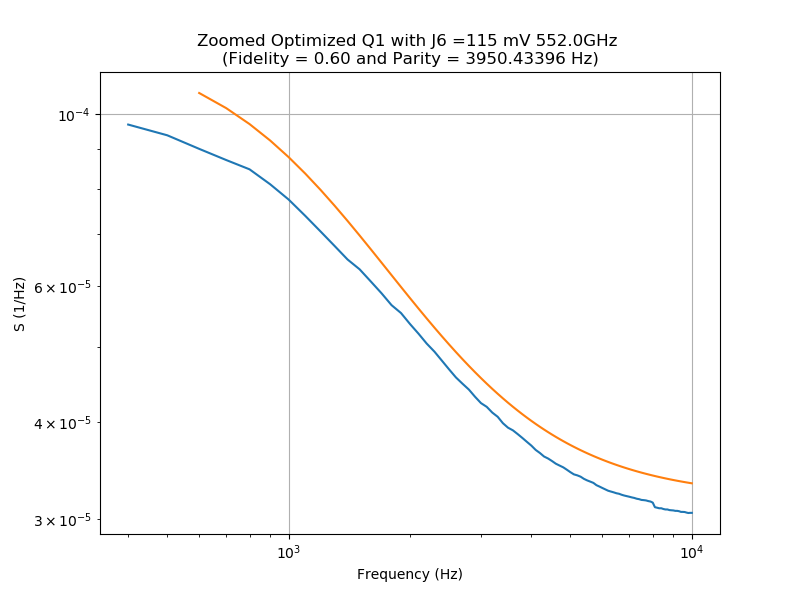 Zoomed Optimized Q1 with J6 =115 mV 552.0GHz
(Fidelity = 0.60 and Parity = 3950.43396 Hz)
10⁻⁴
6 × 10⁻⁵
4 × 10⁻⁵
3 × 10⁻⁵
S (1/Hz)
10³
10⁴
Frequency (Hz)